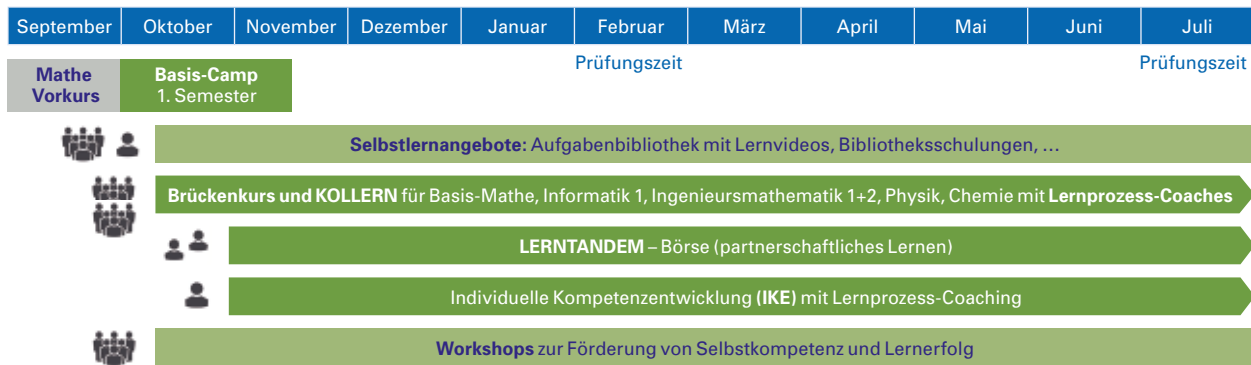 September Oktober November Dezember Januar Februar März April Mai Juni Juli
Prüfungszeit Prüfungszeit
Mathe
Vorkurs
Basis-Camp
1. Semester
Selbstlernangebote: Aufgabenbibliothek mit Lernvideos, Bibliotheksschulungen, …
Brückenkurs und KOLLERN für Basis-Mathe, Informatik 1, Ingenieursmathematik 1+2, Physik, Chemie mit Lernprozess-Coaches
LERNTANDEM – Börse (partnerschaftliches Lernen)
Individuelle Kompetenzentwicklung (IKE) mit Lernprozess-Coaching
Workshops zur Förderung von Selbstkompetenz und Lernerfolg